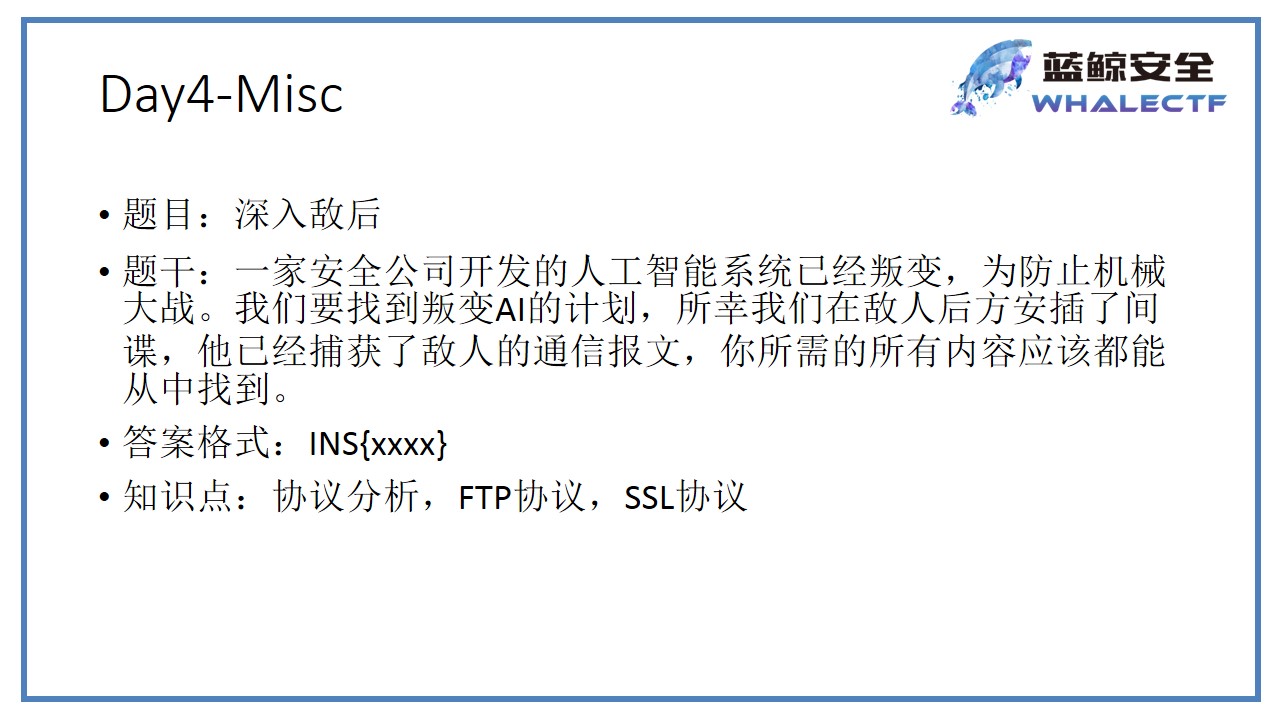 Day4-Misc
蓝鲸安全
WHALECTF
• 题目：深入敌后
• 题干：一家安全公司开发的人工智能系统已经叛变，为防止机械
大战。我们要找到叛变AI的计划，所幸我们在敌人后方安插了间
谍，他已经捕获了敌人的通信报文，你所需的所有内容应该都能
从中找到。
• 答案格式：INS{xxxx}
• 知识点：协议分析，FTP协议，SSL协议